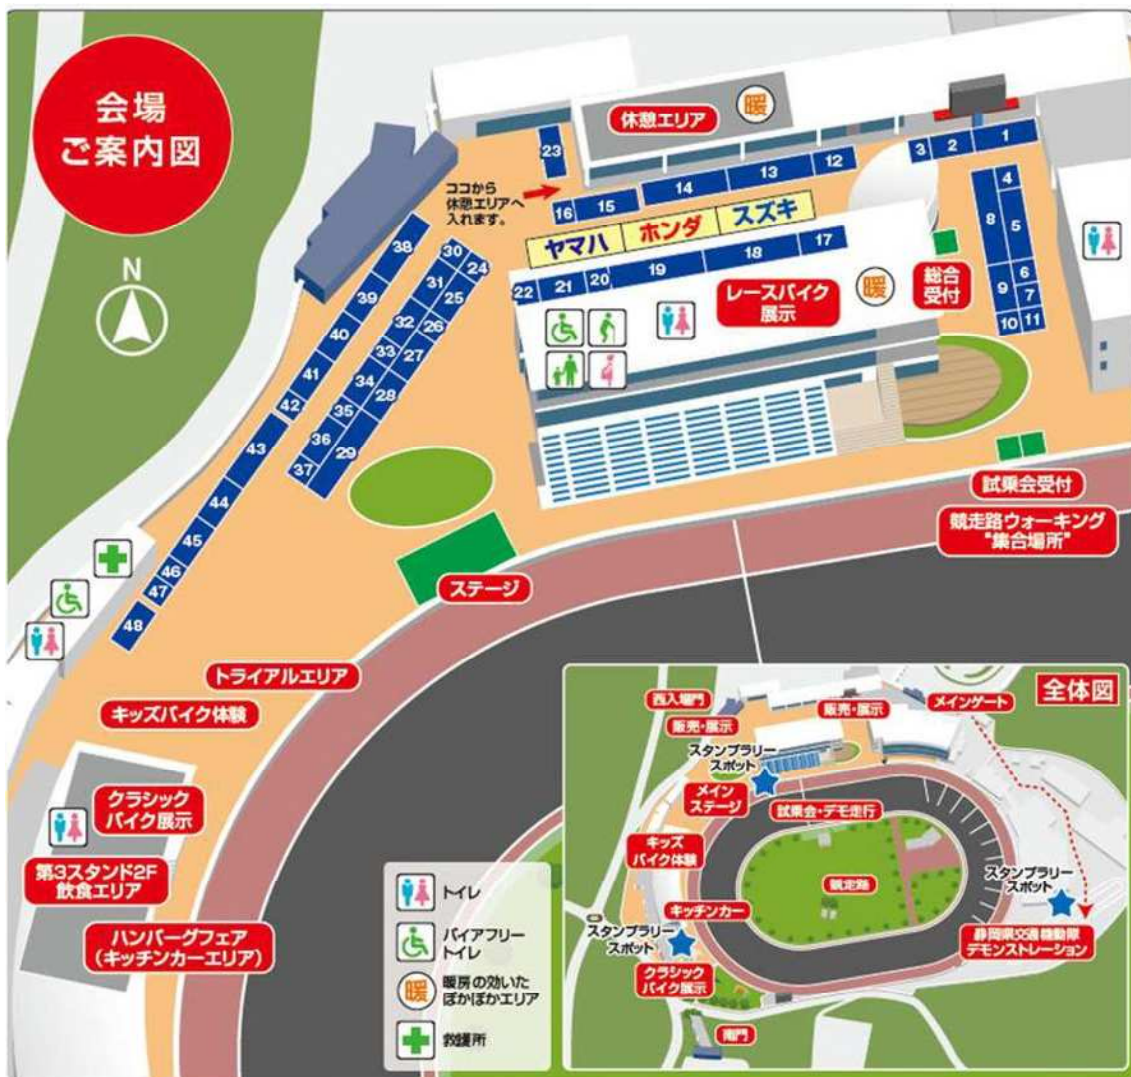 会場
ご案内図
N
休憩エリア
暖
ココから
休憩エリアへ
入れます。
23
16
15
14
13
12
3
2
1
4
8
5
9
6
7
10
11
ヤマハ
ホンダ
スズキ
22
21
20
19
18
17
レースバイク
展示
暖
総合
受付
38
39
40
41
42
43
44
45
46
47
48
30
24
31
25
32
26
33
27
34
28
35
36
29
37
試乗会受付
競走路ウォーキング
"集合場所"
ステージ
トライアルエリア
キッズバイク体験
クラシック
バイク展示
第3スタンド2F
飲食エリア
ハンバーグフェア
(キッチンカーエリア)
トイレ
バイアフリー
トイレ
暖
暖房の効いた
ぽかぽかエリア
救護所
全体図
西入場門
販売・展示
販売・展示
メインゲート
スタンプラリー
スポット
メイン
ステージ
試乗会・デモ走行
キッズ
バイク体験
競走路
キッチンカー
スタンプラリー
スポット
クラシック
バイク展示
スタンプラリー
スポット
静岡県交通機動隊
デモンストレーション
南門